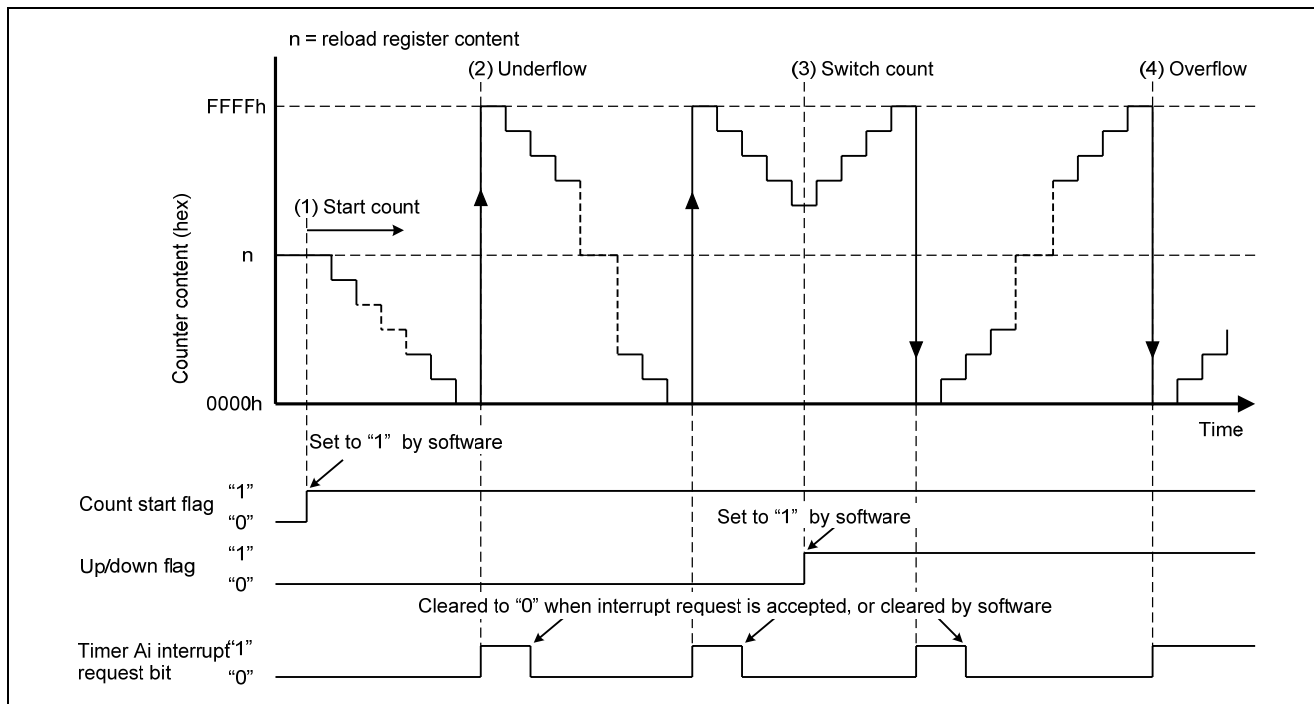 n = reload register content
(2) Underflow
(3) Switch count
(4) Overflow
FFFFh
Counter content (hex)
(1) Start count
n
0000h
Time
Set to “1” by software
Count start flag
“1”
“0”
Set to “1” by software
Up/down flag
“1”
“0”
Cleared to “0” when interrupt request is accepted, or cleared by software
Timer Ai interrupt
request bit
“1”
“0”